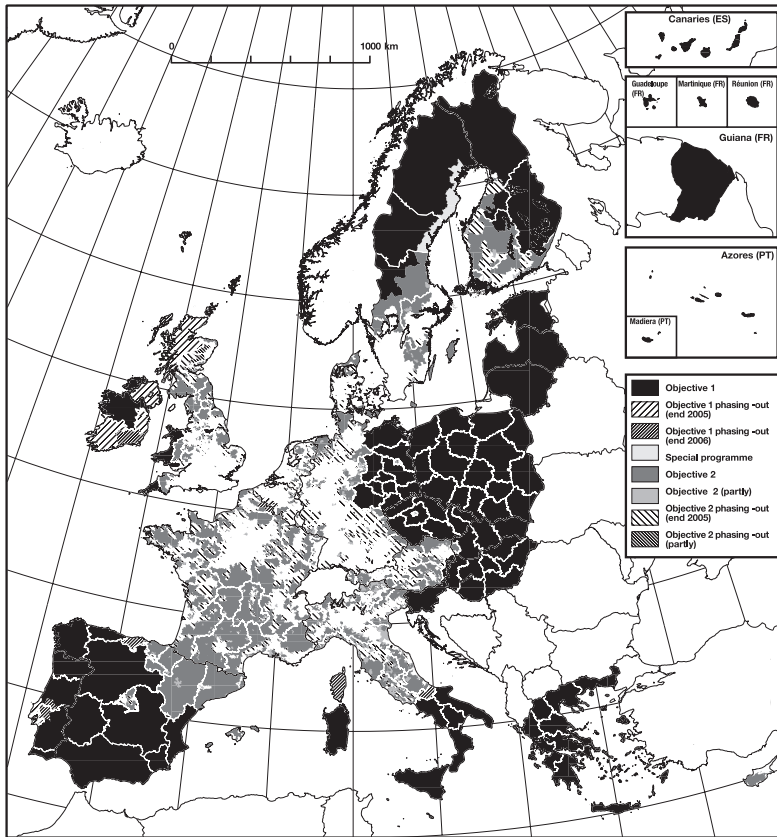 0
1000 km
Canaries (ES)
Guadeloupe
(FR)
Martinique (FR)
Réunion (FR)
Guiana (FR)
Azores (PT)
Madiera (PT)
Objective 1
Objective 1 phasing -out
(end 2005)
Objective 1 phasing-out
(end 2006)
Special programme
Objective 2
Objective 2 (partly)
Objective 2 phasing-out
(end 2005)
Objective 2 phasing-out
(partly)